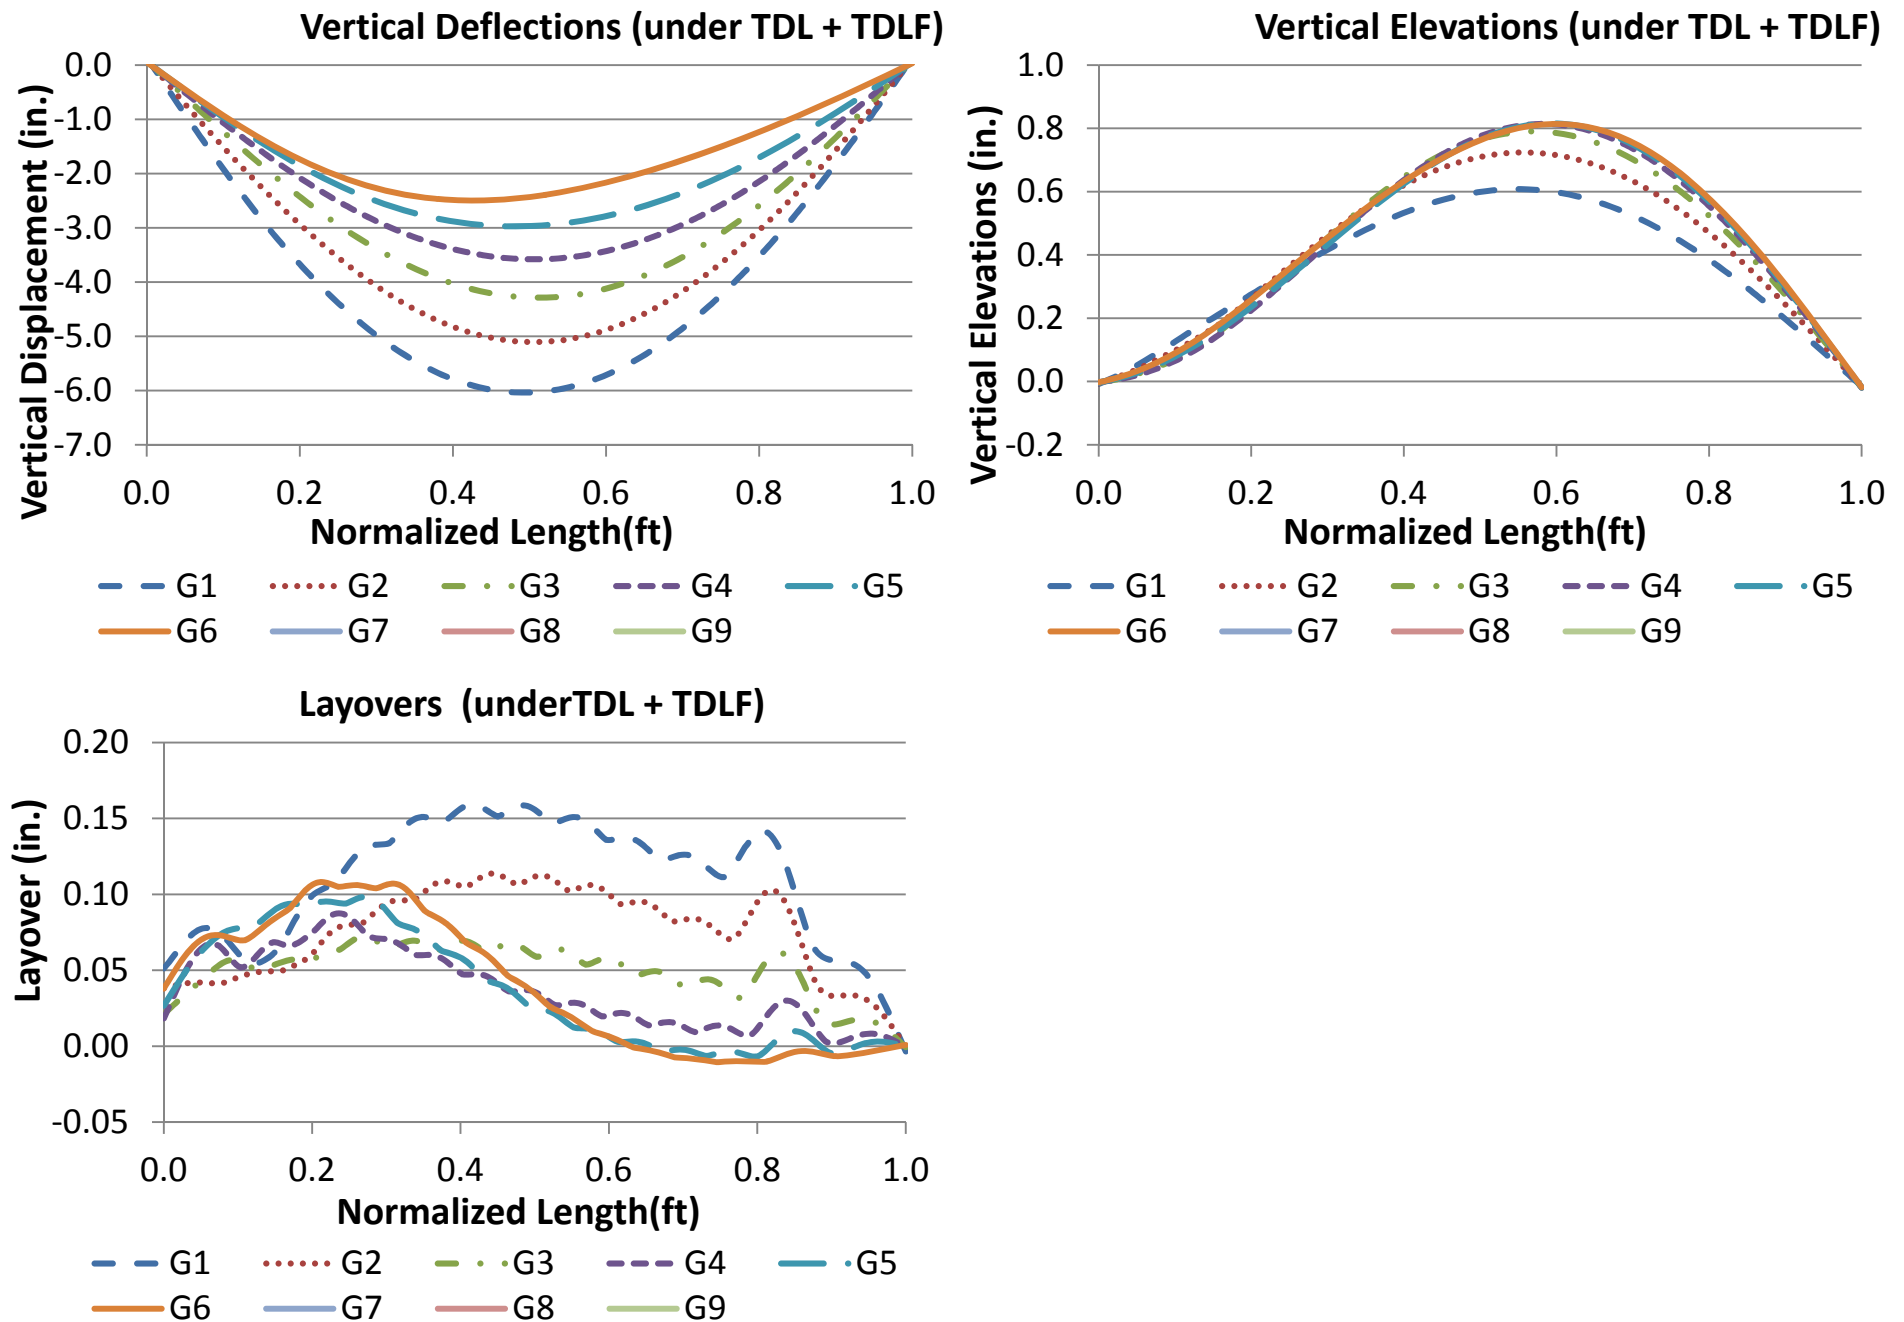 Vertical Deflections (under TDL + TDLF)
Vertical Displacement (in.)
0.0
-1.0
-2.0
-3.0
-4.0
-5.0
-6.0
-7.0
0.0 0.2 0.4 0.6 0.8 1.0
Normalized Length(ft)
G1 G2 G3 G4 G5
G6 G7 G8 G9
Vertical Elevations (under TDL + TDLF)
Vertical Elevations (in.)
1.0
0.8
0.6
0.4
0.2
0.0
-0.2
0.0 0.2 0.4 0.6 0.8 1.0
Normalized Length(ft)
G1 G2 G3 G4 G5
G6 G7 G8 G9
Layovers (underTDL + TDLF)
Layover (in.)
0.20
0.15
0.10
0.05
0.00
-0.05
0.0 0.2 0.4 0.6 0.8 1.0
Normalized Length(ft)
G1 G2 G3 G4 G5
G6 G7 G8 G9